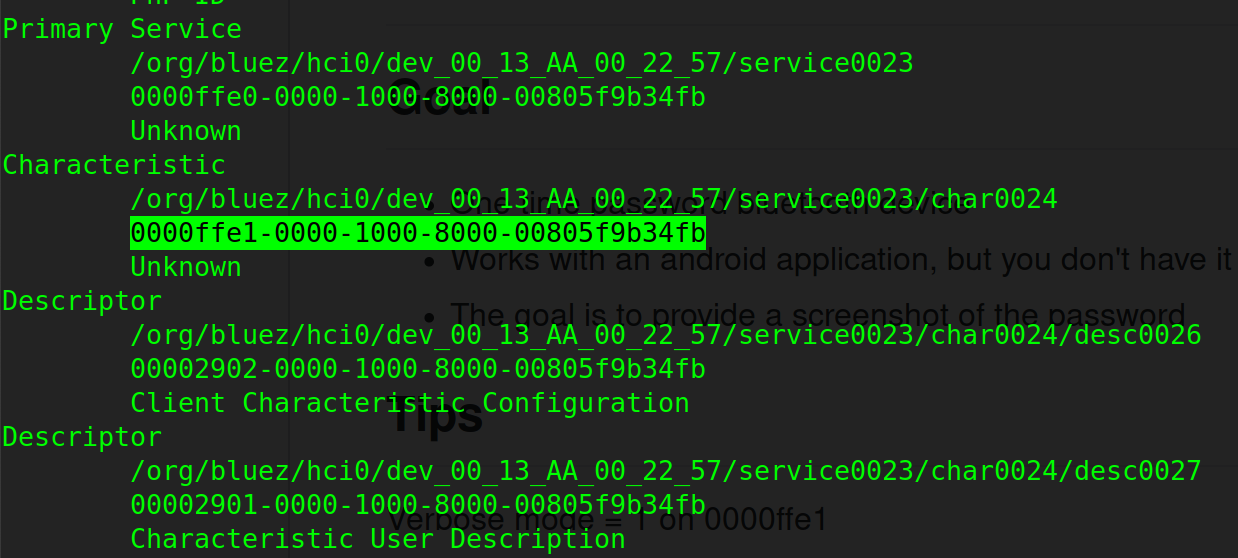 Primary Service
/org/bluez/hci0/dev_00_13_AA_00_22_57/service0023
Goal
0000ffe0-0000-1000-8000-00805f9b34fb
Unknown
Characteristic
/org/bluez/hci0/dev_00_13_AA_00_22_57/service0023/char0024
One time password bluetooth device
0000ffe1-0000-1000-8000-00805f9b34fb
Works with an android application, but you don't have it
Unknown
Descriptor
The goal is to provide a screenshot of the password
/org/bluez/hci0/dev_00_13_AA_00_22_57/service0023/char0024/desc0026
00002902-0000-1000-8000-00805f9b34fb
Client Characteristic Configuration
Tips
Descriptor
/org/bluez/hci0/dev_00_13_AA_00_22_57/service0023/char0024/desc0027
00002901-0000-1000-8000-00805f9b34fb
Verbose mode = 1 on 0000ffe1
Characteristic User Description